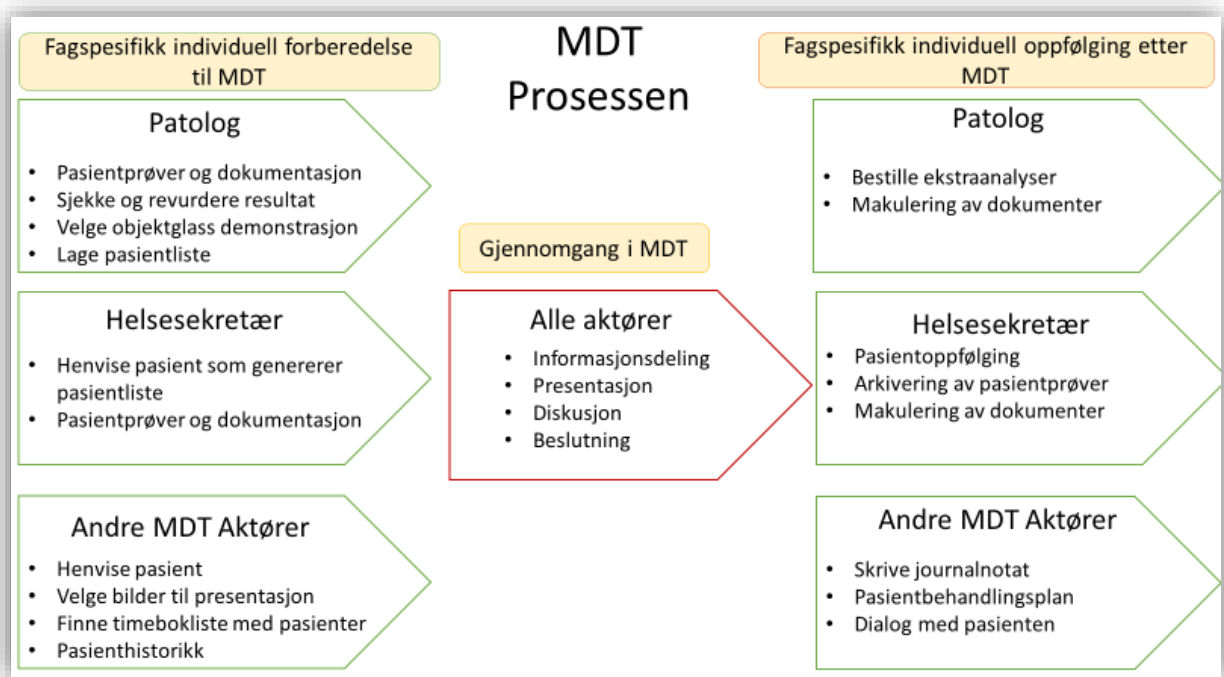 Fagspesifikk individuell forberedelse
til MDT
MDT
Prosessen
Fagspesifikk individuell oppfølging etter
MDT
Patolog
• Pasientprøver og dokumentasjon
• Sjekke og revurdere resultat
• Velge objektglass demonstrasjon
• Lage pasientliste
Helsesekretær
• Henvise pasient som genererer
pasientliste
• Pasientprøver og dokumentasjon
Andre MDT Aktører
• Henvise pasient
• Velge bilder til presentasjon
• Finne timebokliste med pasienter
• Pasienthistorikk
Gjennomgang i MDT
Alle aktører
• Informasjonsdeling
• Presentasjon
• Diskusjon
• Beslutning
Patolog
• Bestille ekstraanalyser
• Makulering av dokumenter
Helsesekretær
• Pasientoppfølging
• Arkivering av pasientprøver
• Makulering av dokumenter
Andre MDT Aktører
• Skrive journalnotat
• Pasientbehandlingsplan
• Dialog med pasienten